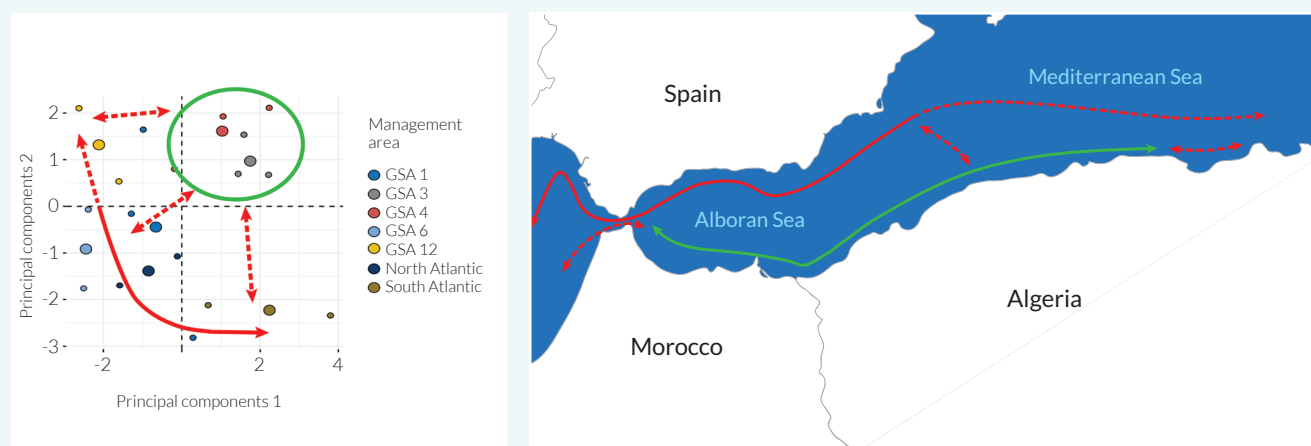 Principal components 2
2
1
0
-1
-2
-3
-2
2
4
Principal components 1
Management
area
GSA 1
GSA 3
GSA 4
GSA 6
GSA 12
North Atlantic
South Atlantic
Spain
Mediterranean Sea
Alboran Sea
Morocco
Algeria